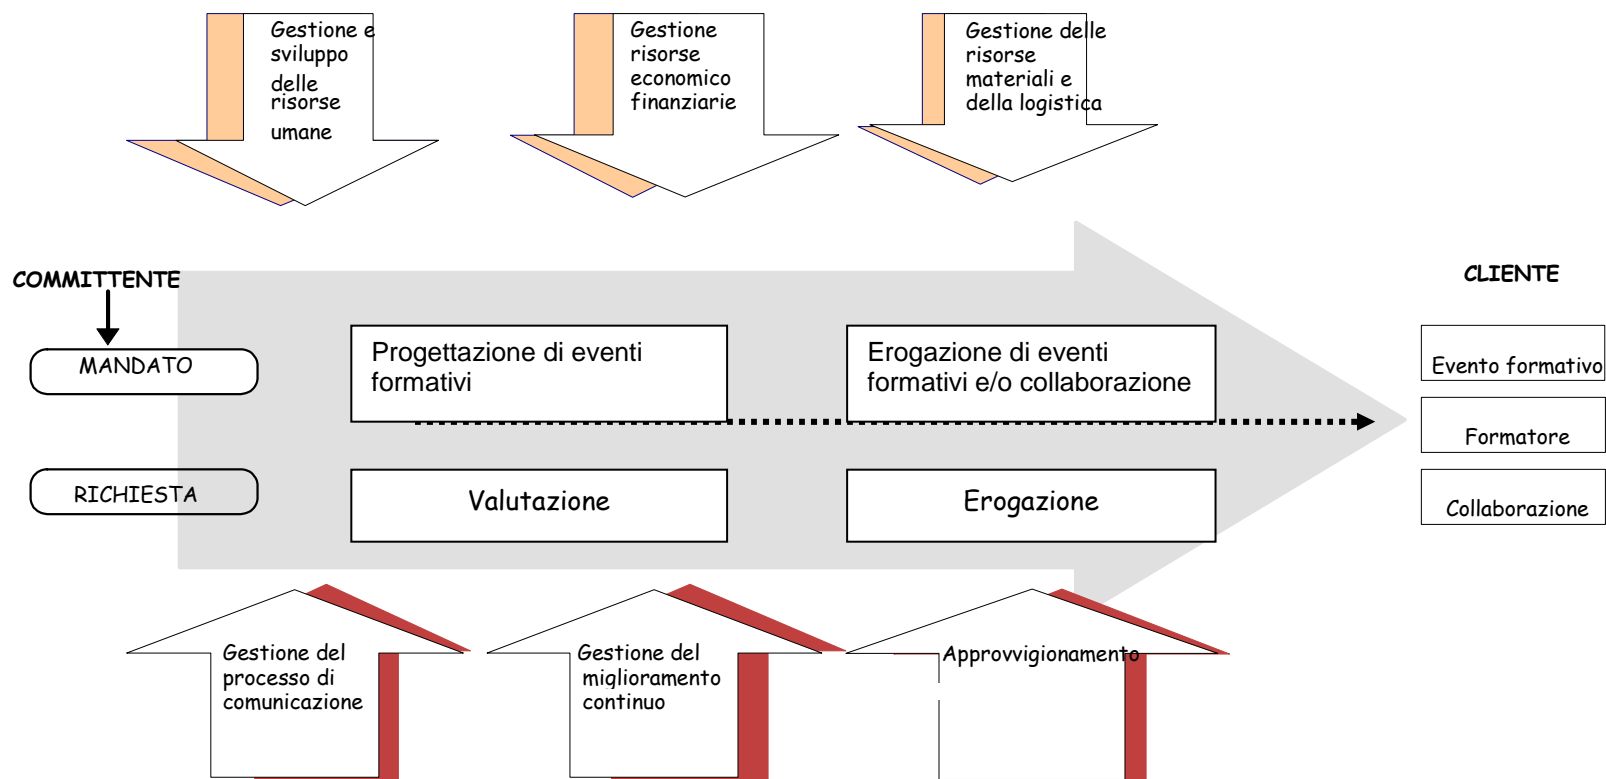 Gestione e
sviluppo
delle
risorse
umane
Gestione
risorse
economico
finanziarie
Gestione delle
risorse
materiali e
della logistica
COMMITTENTE
CLIENTE
MANDATO
Progettazione di eventi
formativi
Erogazione di eventi
formativi e/o collaborazione
Evento formativo
Formatore
RICHIESTA
Valutazione
Erogazione
Collaborazione
Gestione del
processo di
comunicazione
Gestione del
miglioramento
continuo
Approvvigionamento